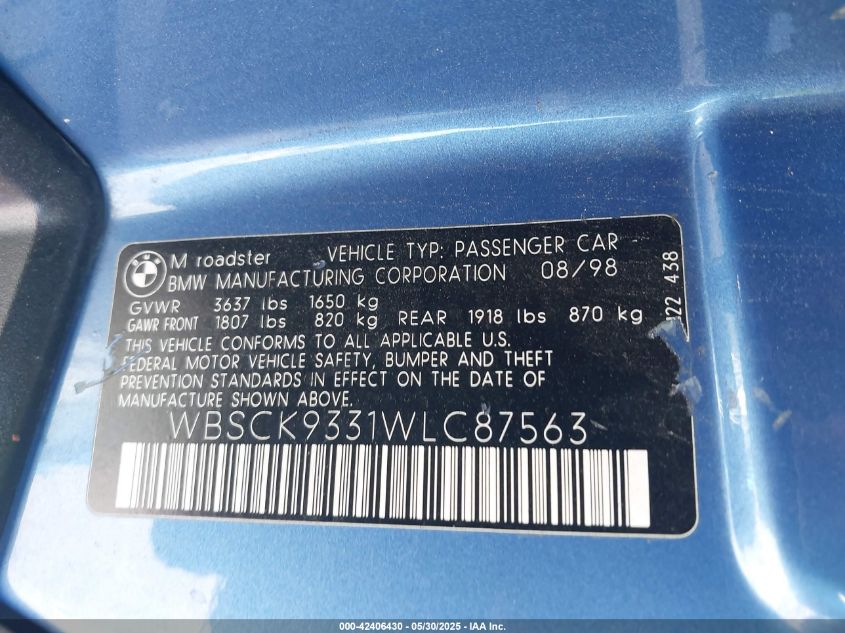 BMW
M roadster VEHICLE TYP: PASSENGER CAR
BMW MANUFACTURING CORPORATION 08/98
GVWR 3637 lbs 1650 kg
GAWR FRONT 1807 lbs 820 kg REAR 1918 lbs 870 kg
THIS VEHICLE CONFORMS TO ALL APPLICABLE U.S.
FEDERAL MOTOR VEHICLE SAFETY, BUMPER AND THEFT
PREVENTION STANDARDS IN EFFECT ON THE DATE OF
MANUFACTURE SHOWN ABOVE.
WBSCK9331WLC87563
438
000-42406430 - 05/30/2025 - IAA Inc.